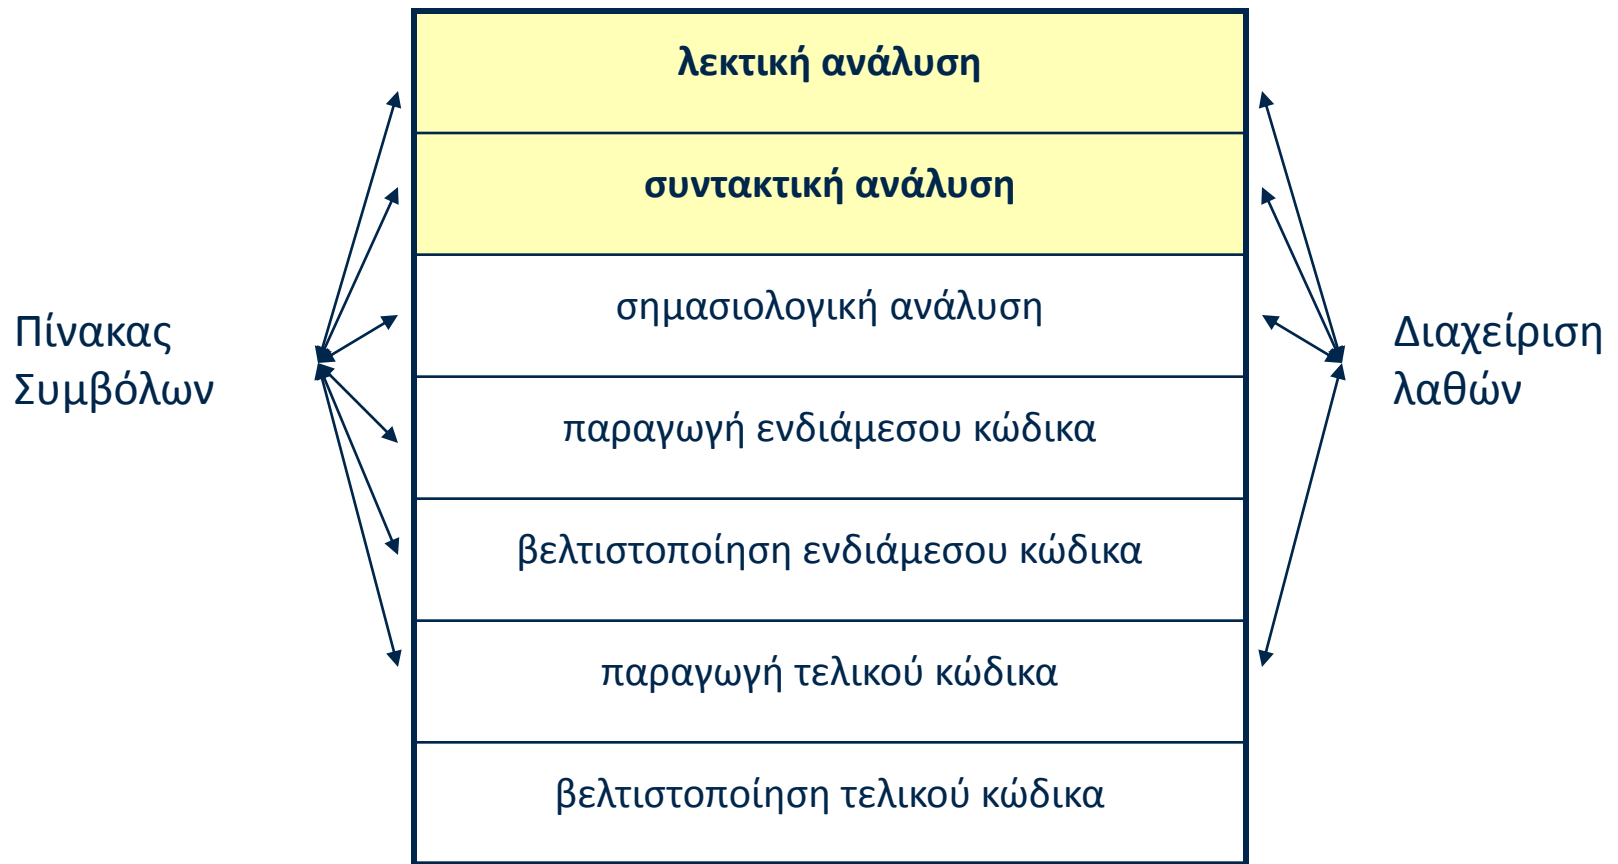 λεκτική ανάλυση
συντακτική ανάλυση
σημασιολογική ανάλυση
Πίνακας
Συμβόλων
Διαχείριση
λαθών
παραγωγή ενδιάμεσου κώδικα
βελτιστοποίηση ενδιάμεσου κώδικα
παραγωγή τελικού κώδικα
βελτιστοποίηση τελικού κώδικα